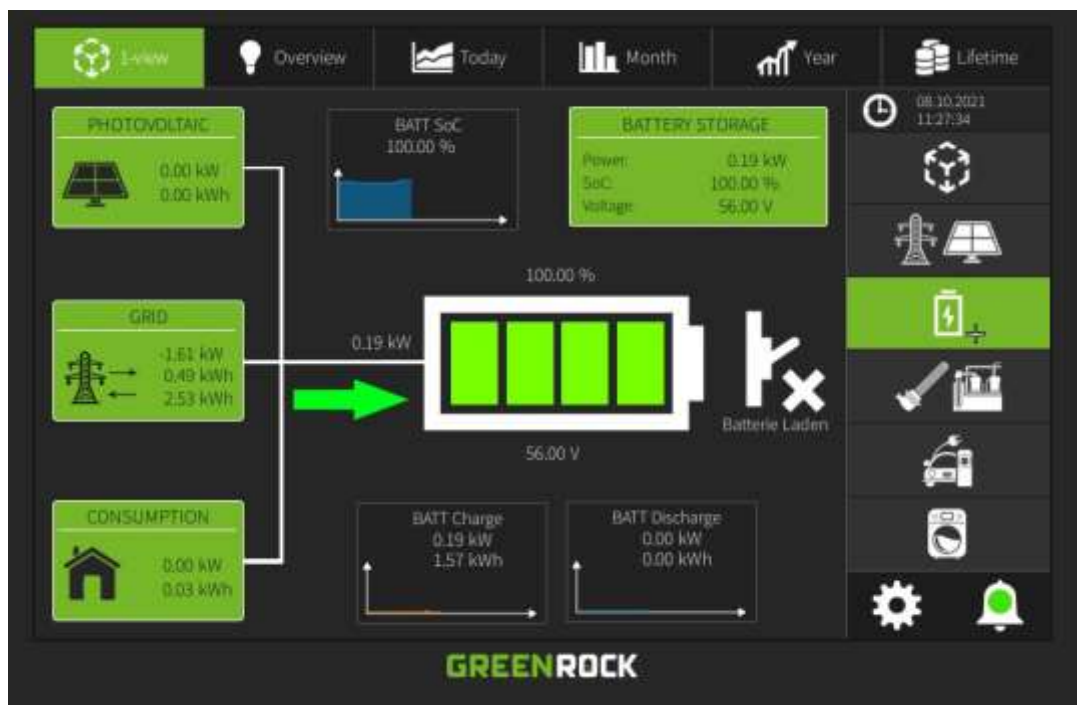 1-view
Overview
Today
Month
Year
Lifetime
08.10.2021
11:27:34
PHOTOVOLTAIC
0.00 kW
0.00 kWh
BATT SoC
100.00 %
BATTERY STORAGE
Power: 0.19 kW
SoC: 100.00 %
Voltage: 56.00 V
GRID
-1.61 kW
0.49 kWh
2.53 kWh
100.00 %
0.19 kW
56.00 V
Batterie Laden
CONSUMPTION
0.00 kW
0.03 kWh
BATT Charge
0.19 kW
1.57 kWh
BATT Discharge
0.00 kW
0.00 kWh
GREENROCK